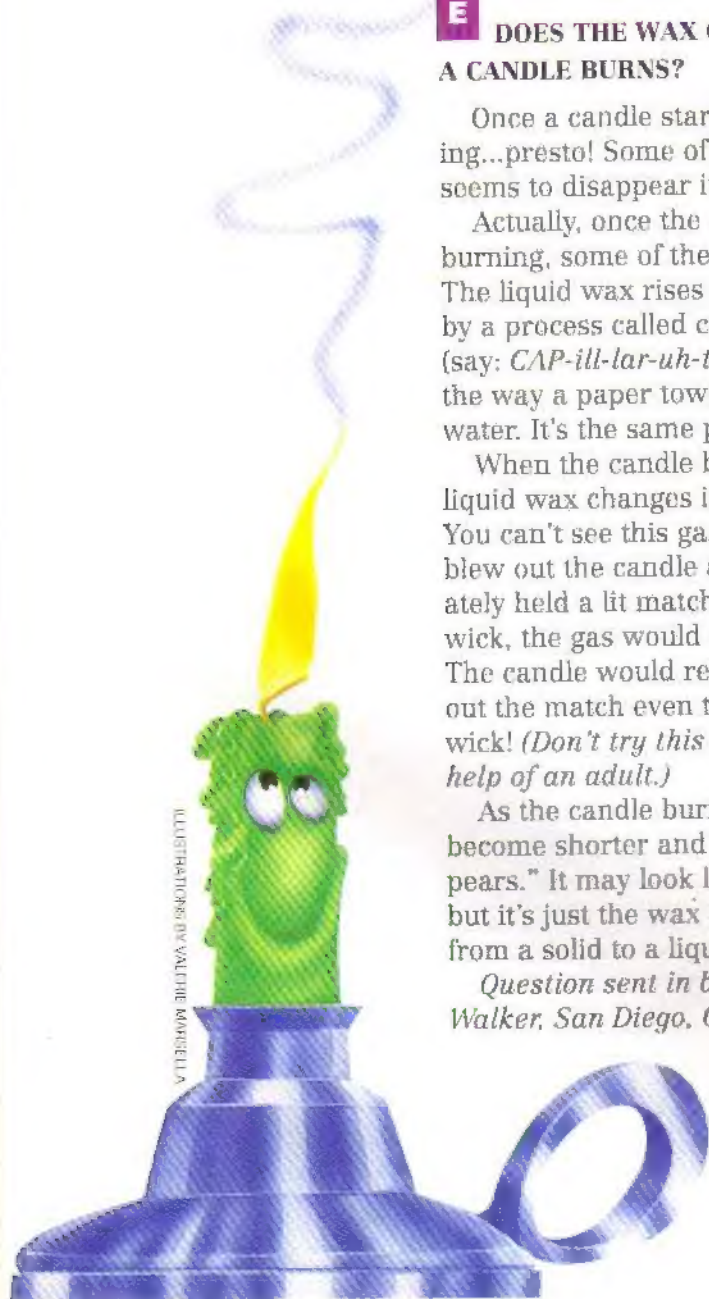 E
DOES THE WAX
A CANDLE BURNS?
Once a candle star
ing...presto! Some of
seems to disappear i
Actually, once the
burning, some of the
The liquid wax rises
by a process called c
(say: CAP-ill-lar-uh-t
the way a paper tow
water. It's the same p
When the candle b
liquid wax changes i
You can't see this ga
blew out the candle a
ately held a lit match
wick, the gas would
The candle would re
out the match even t
wick! (Don't try this
help of an adult.)
As the candle bur
become shorter and
pears." It may look l
but it's just the wax
from a solid to a liqu
Question sent in b
Walker, San Diego, C
ILLUSTRATIONS BY VALERIE MARSELLA